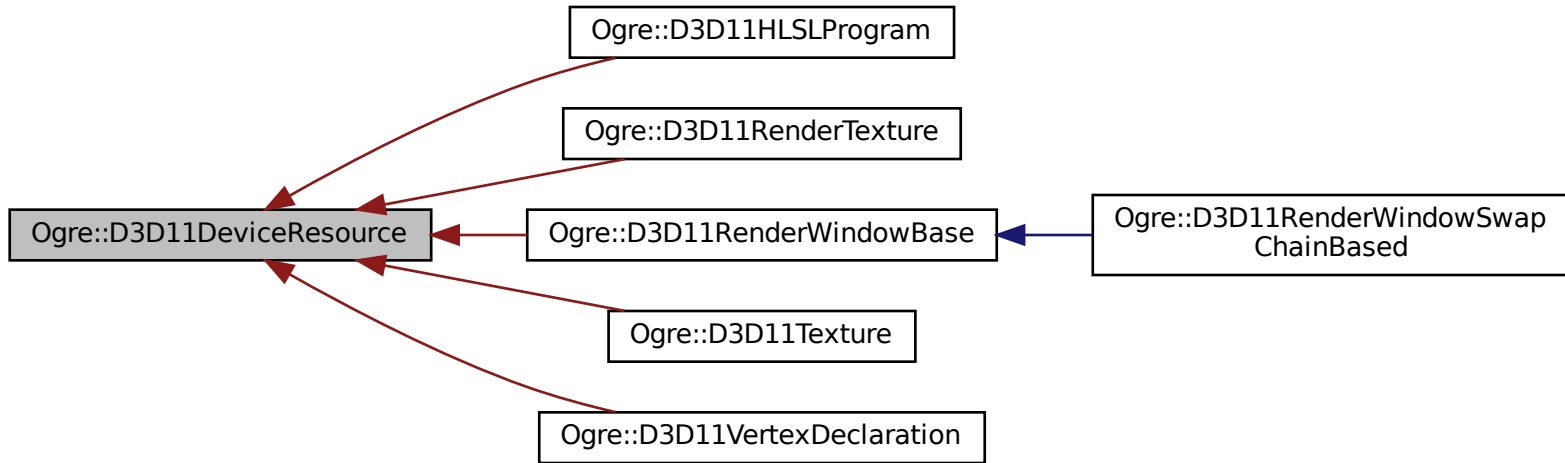 Ogre::D3D11HLSLProgram
Ogre::D3D11RenderTexture
Ogre::D3D11DeviceResource
Ogre::D3D11RenderWindowBase
Ogre::D3D11RenderWindowSwap
ChainBased
Ogre::D3D11Texture
Ogre::D3D11VertexDeclaration